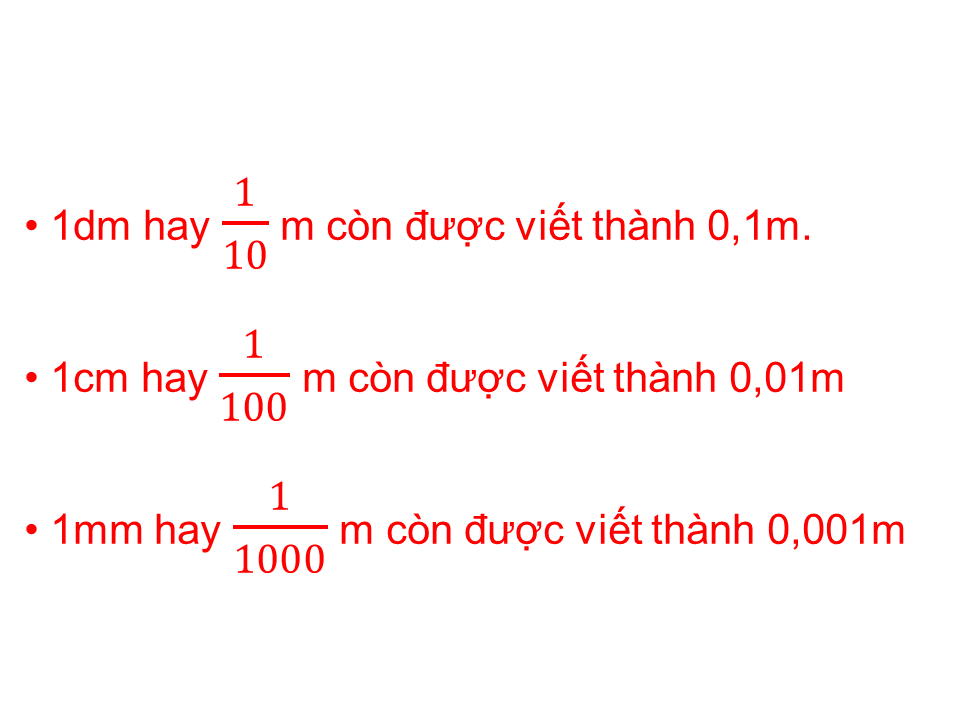 • 1dm hay 1/10 m còn được viết thành 0,1m.
• 1cm hay 1/100 m còn được viết thành 0,01m
• 1mm hay 1/1000 m còn được viết thành 0,001m